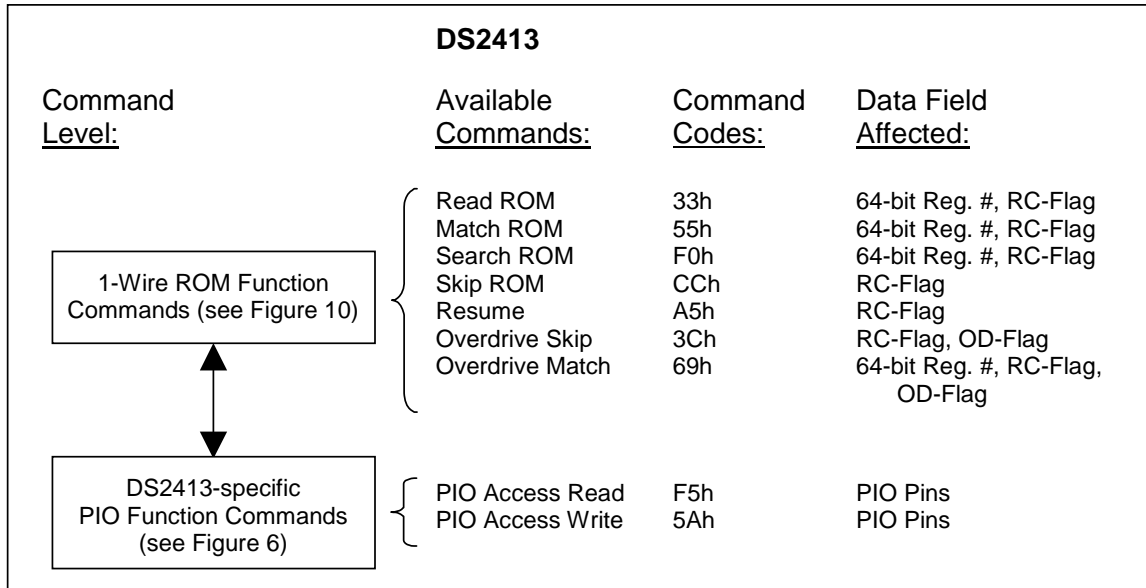 DS2413
Command Level:
Available Commands:
Command Codes:
Data Field Affected:
1-Wire ROM Function
Commands (see Figure 10)
Read ROM 33h 64-bit Reg. #, RC-Flag
Match ROM 55h 64-bit Reg. #, RC-Flag
Search ROM F0h 64-bit Reg. #, RC-Flag
Skip ROM CCh RC-Flag
Resume A5h RC-Flag
Overdrive Skip 3Ch RC-Flag, OD-Flag
Overdrive Match 69h 64-bit Reg. #, RC-Flag,
OD-Flag
DS2413-specific
PIO Function Commands
(see Figure 6)
PIO Access Read F5h PIO Pins
PIO Access Write 5Ah PIO Pins